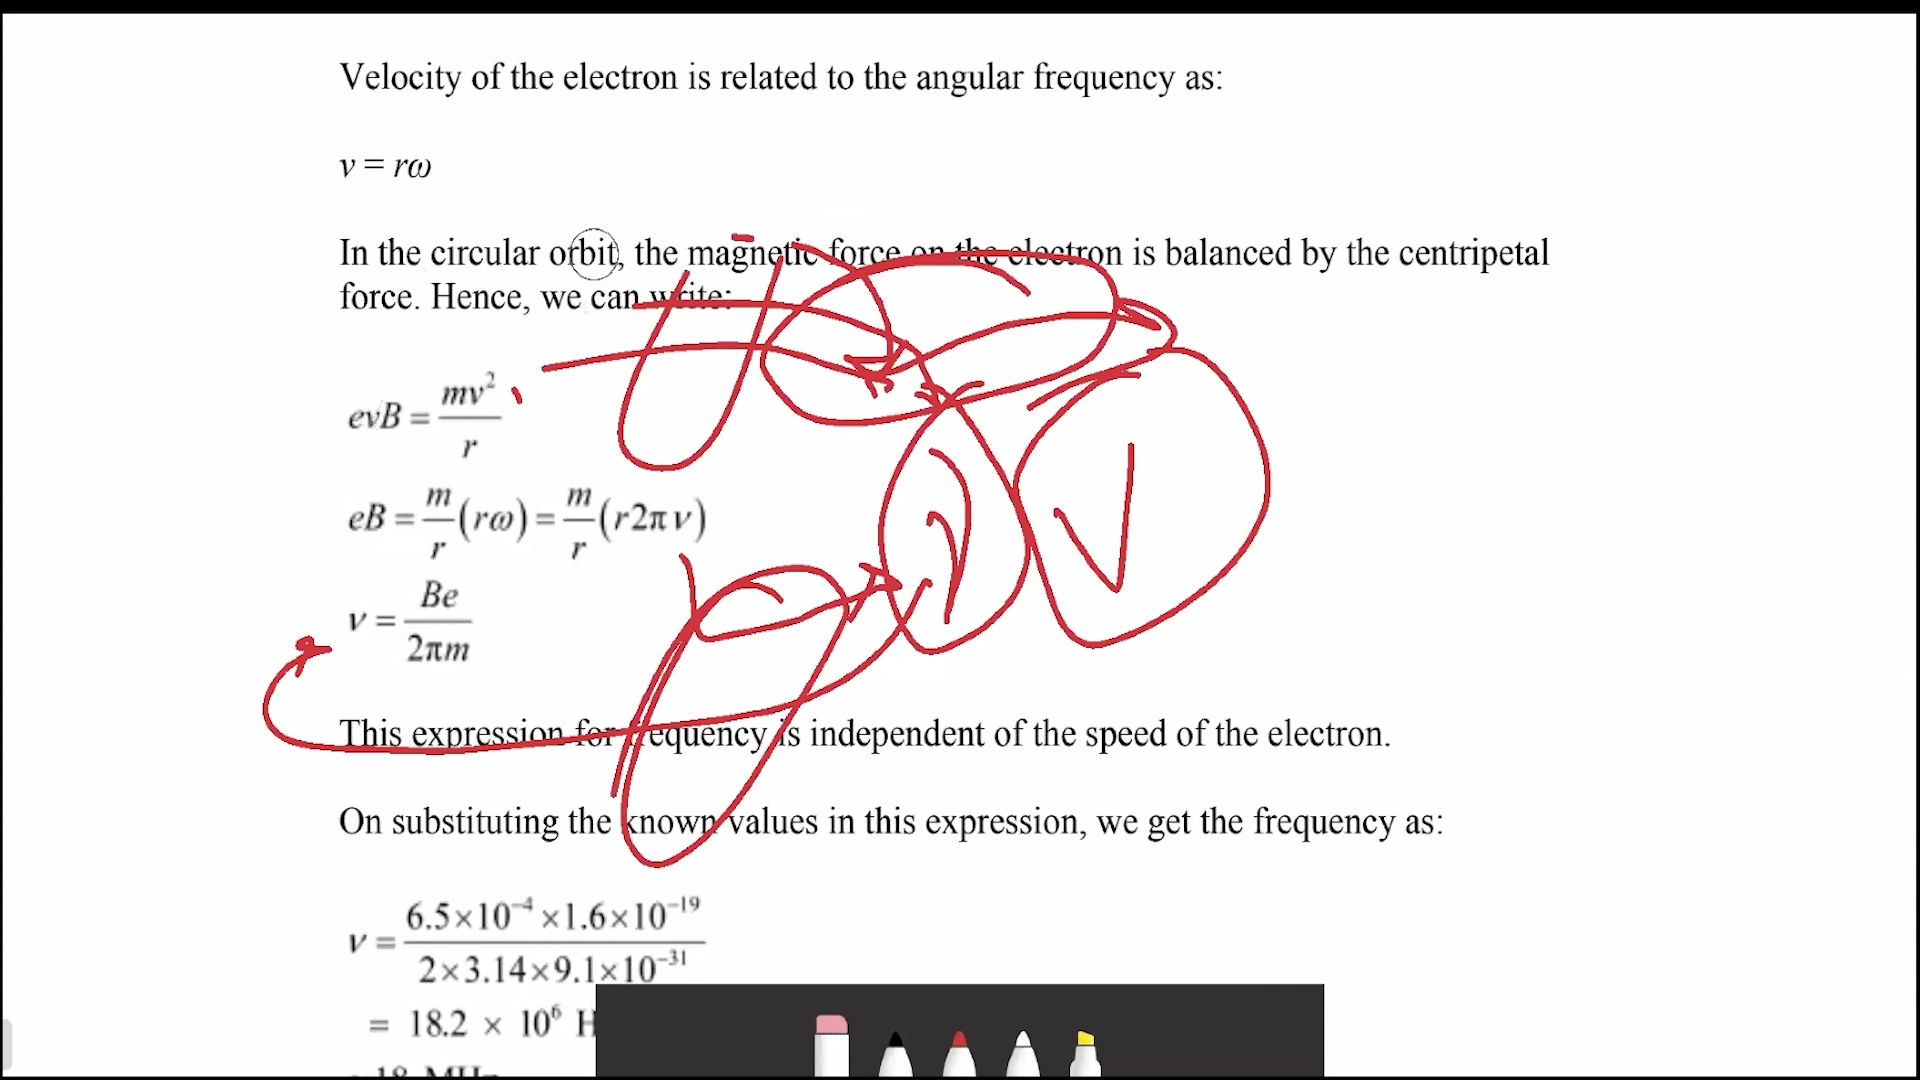 Velocity of the electron is related to the angular frequency as:
v = rω
In the circular orbit, the magnetic force on the electron is balanced by the centripetal
force. Hence, we can write:
evB = mv²/r
eB = m/r (rω) = m/r (r2πν)
ν = Be/2πm
This expression for frequency is independent of the speed of the electron.
On substituting the known values in this expression, we get the frequency as:
ν = 6.5×10⁻⁴ ×1.6×10⁻¹⁹ / 2×3.14×9.1×10⁻³¹
= 18.2 × 10⁶ H
18 MHz